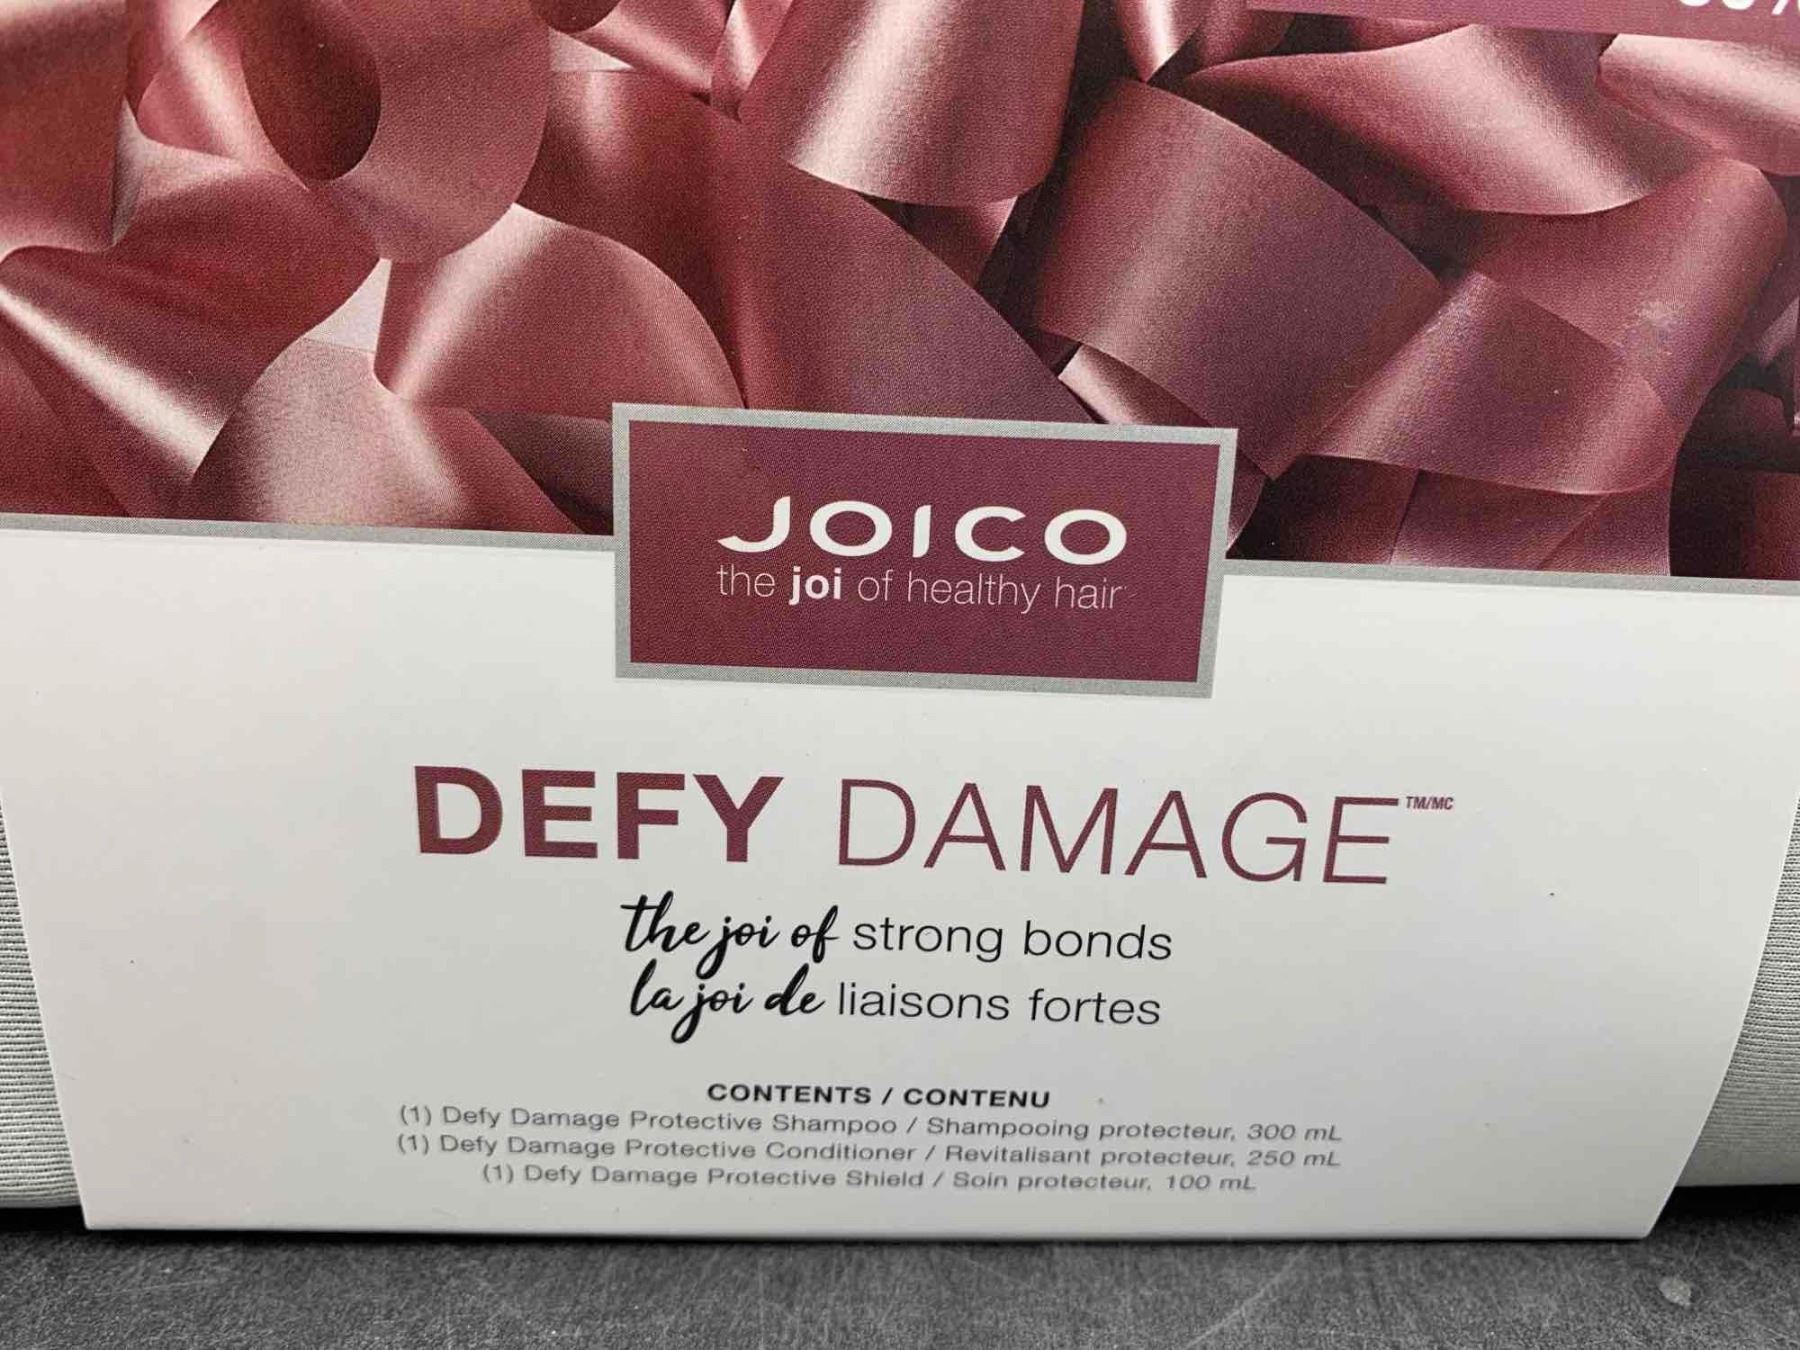 JOICO
the joi of healthy hair
DEFY DAMAGE™/MC
the joi of strong bonds
la joi de liaisons fortes
CONTENTS / CONTENU
(1) Defy Damage Protective Shampoo / Shampooing protecteur, 300 mL
(1) Defy Damage Protective Conditioner / Revitalisant protecteur, 250 mL
(1) Defy Damage Protective Shield / Soin protecteur, 100 mL